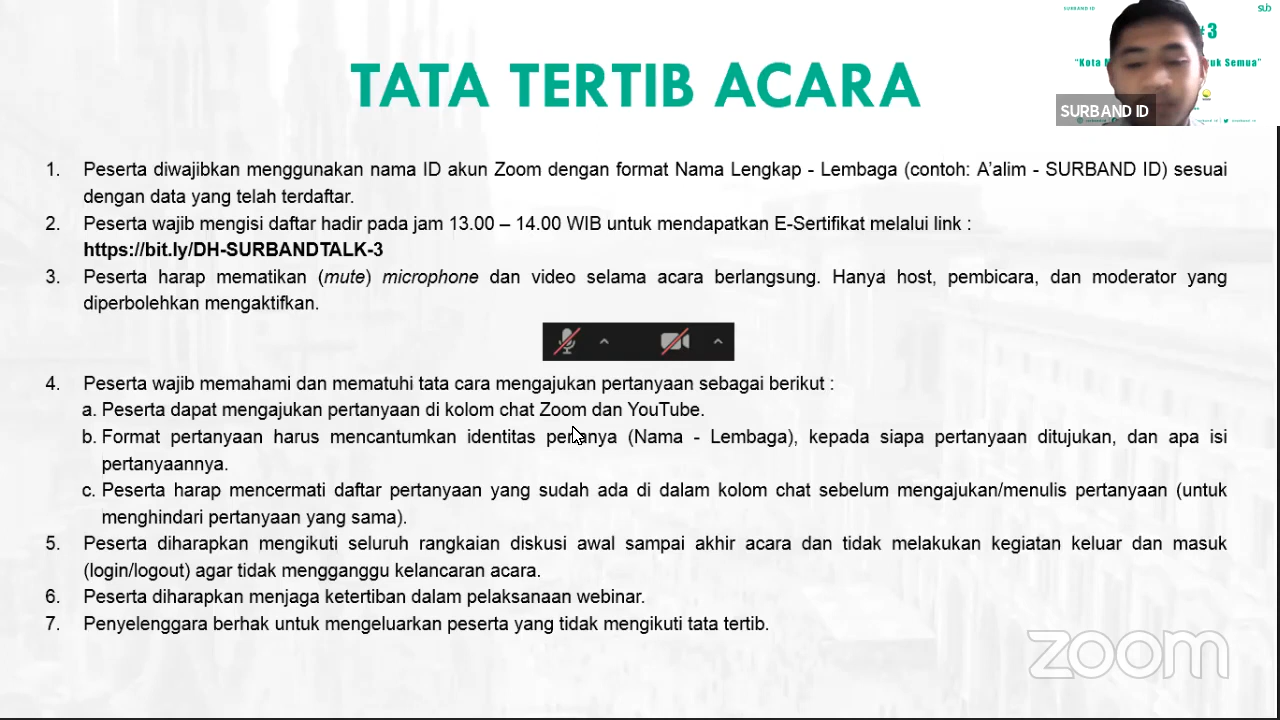 SURBAND ID
sub
# 3
"Kota
tuk Semua"
SURBAND ID
TATA TERTIB ACARA
1. Peserta diwajibkan menggunakan nama ID akun Zoom dengan format Nama Lengkap - Lembaga (contoh: A'alim - SURBAND ID) sesuai
dengan data yang telah terdaftar.
2. Peserta wajib mengisi daftar hadir pada jam 13.00 – 14.00 WIB untuk mendapatkan E-Sertifikat melalui link :
https://bit.ly/DH-SURBANDTALK-3
3. Peserta harap mematikan (mute) microphone dan video selama acara berlangsung. Hanya host, pembicara, dan moderator yang
diperbolehkan mengaktifkan.
4. Peserta wajib memahami dan mematuhi tata cara mengajukan pertanyaan sebagai berikut :
a. Peserta dapat mengajukan pertanyaan di kolom chat Zoom dan YouTube.
b. Format pertanyaan harus mencantumkan identitas penanya (Nama - Lembaga), kepada siapa pertanyaan ditujukan, dan apa isi
pertanyaannya.
c. Peserta harap mencermati daftar pertanyaan yang sudah ada di dalam kolom chat sebelum mengajukan/menulis pertanyaan (untuk
menghindari pertanyaan yang sama).
5. Peserta diharapkan mengikuti seluruh rangkaian diskusi awal sampai akhir acara dan tidak melakukan kegiatan keluar dan masuk
(login/logout) agar tidak mengganggu kelancaran acara.
6. Peserta diharapkan menjaga ketertiban dalam pelaksanaan webinar.
7. Penyelenggara berhak untuk mengeluarkan peserta yang tidak mengikuti tata tertib.
zoom